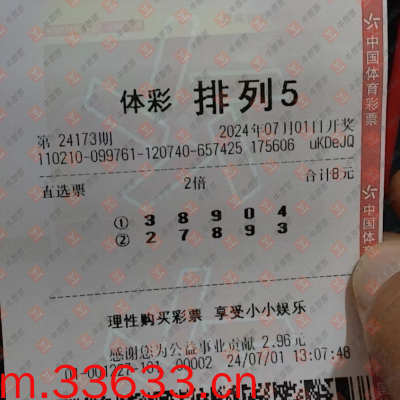 体彩 排列5
第 24173期 2024年07月01日开奖
110210-099761-120740-657425 175606 uKDeJQ
直选票 2倍 合计8元
① 3 8 9 0 4
② 2 7 8 9 3
理性购买彩票 享受小小娱乐
感谢您为公益事业贡献 2.96元
01-001227-101 00002 24/07/01 13:07:48
m.33633.cn
中国体育彩票
中国体育